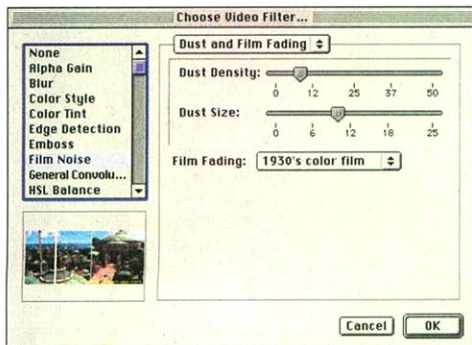 Choose Video Filter...
None
Alpha Gain
Blur
Color Style
Color Tint
Edge Detection
Emboss
Film Noise
General Convolu...
HSL Balance
Dust and Film Fading
Dust Density:
0 12 25 37 50
Dust Size:
0 6 12 18 25
Film Fading: 1930's color film
Cancel OK